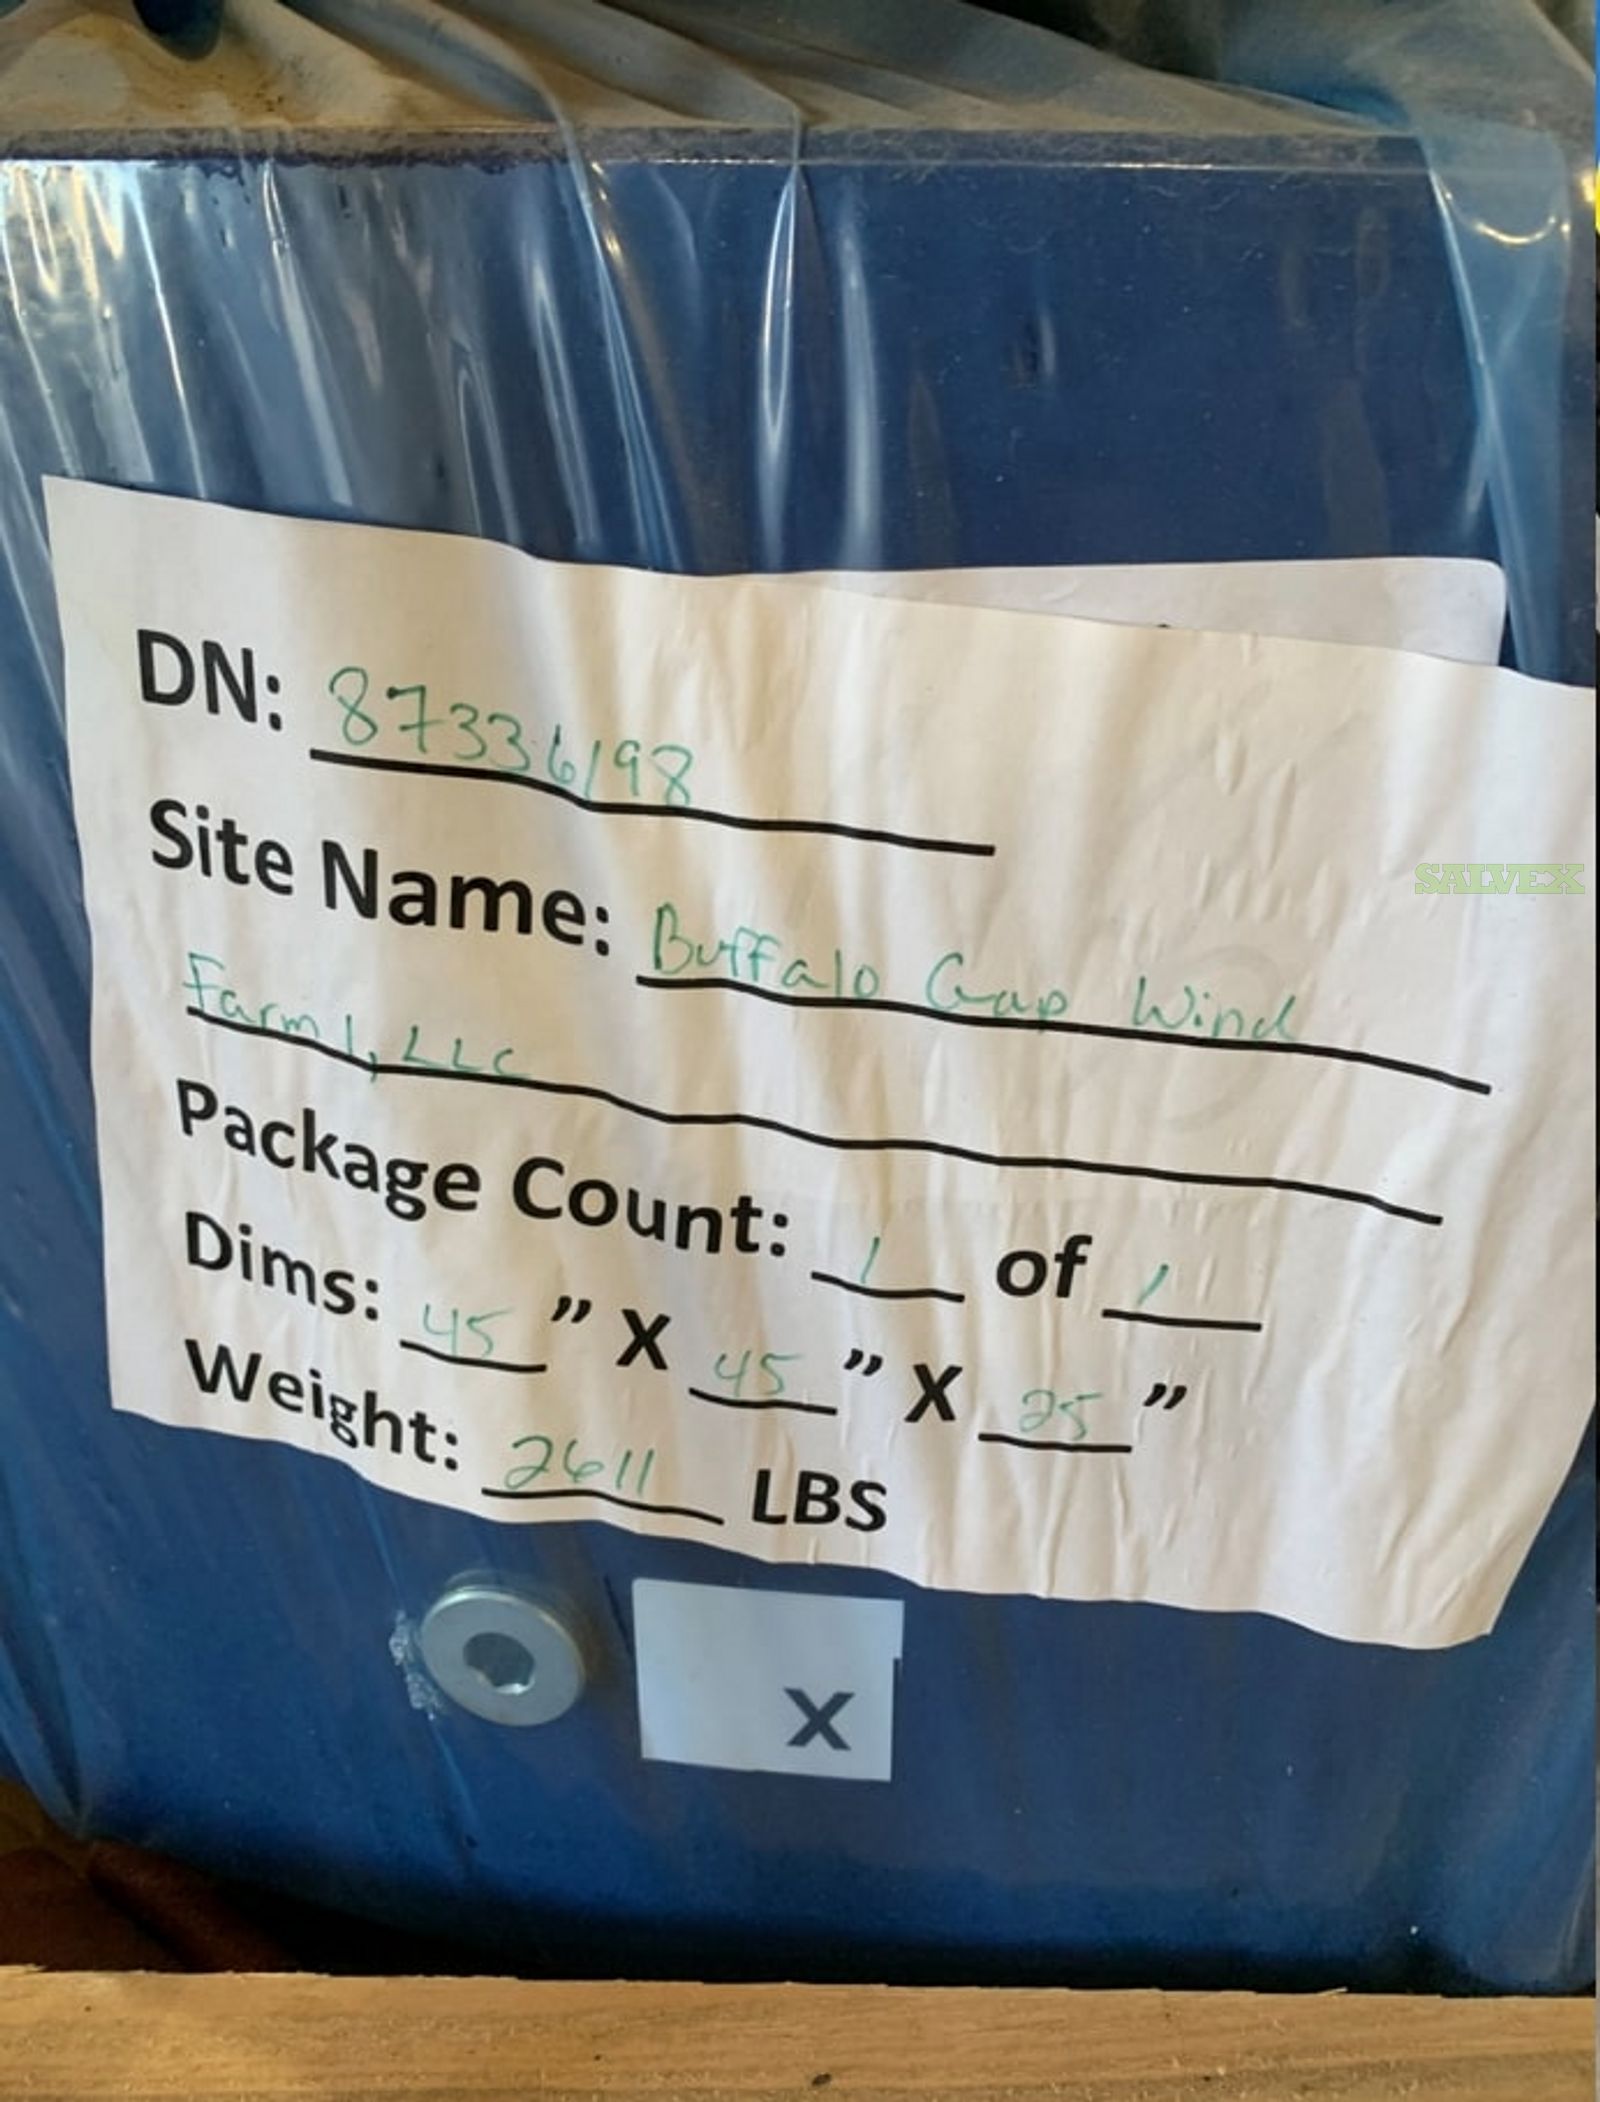 DN: 87336198
Site Name: Buffalo Gap Wind
Farm 1, LLC
Package Count: 1 of 1
Dims: 45 " X 45 " X 25 "
Weight: 2611 LBS
X
SALVEX